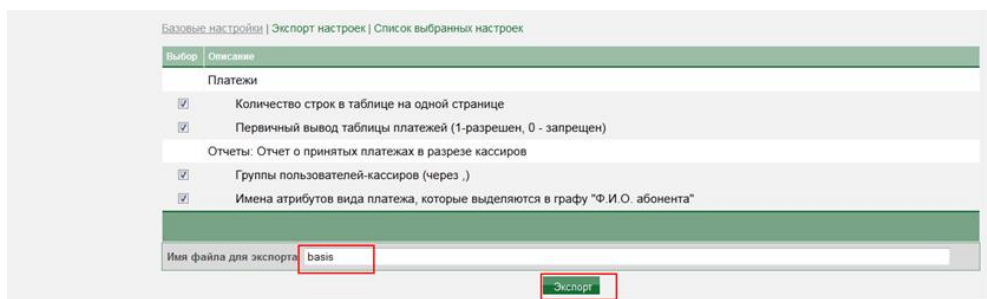 Базовые настройки | Экспорт настроек | Список выбранных настроек
Выбор Описание
Платежи
Количество строк в таблице на одной странице
Первичный вывод таблицы платежей (1-разрешен, 0 - запрещен)
Отчеты: Отчет о принятых платежах в разрезе кассиров
Группы пользователей-кассиров (через ,)
Имена атрибутов вида платежа, которые выделяются в графу "Ф.И.О. абонента"
Имя файла для экспорта basis
Экспорт